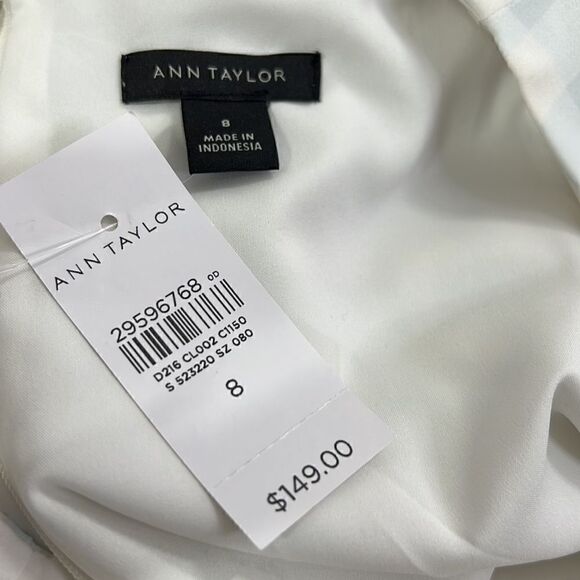 ANN TAYLOR
8
MADE IN
INDONESIA
ANN TAYLOR
29596768 OD
D216 CL002 C1150
S 523220 SZ 080
8
$149.00